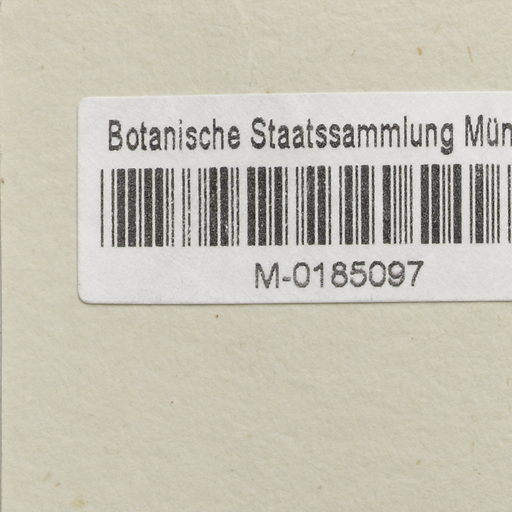 Botanische Staatssammlung Mün
M-0185097